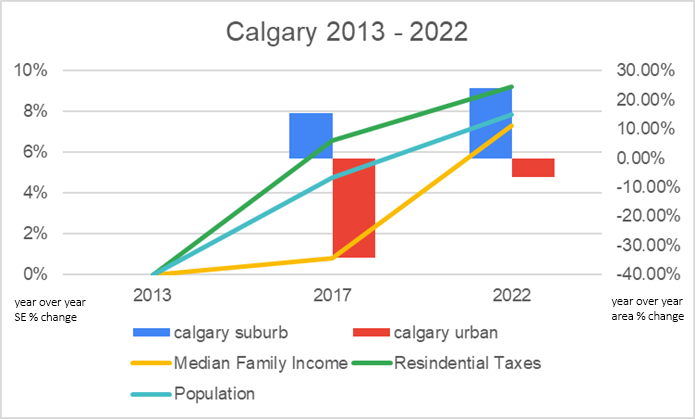 Calgary 2013 - 2022
10%
8%
6%
4%
2%
0%
30.00%
20.00%
10.00%
0.00%
-10.00%
-20.00%
-30.00%
-40.00%
2013
2017
2022
year over year
SE % change
year over year
area % change
calgary suburb
calgary urban
Median Family Income
Resindential Taxes
Population